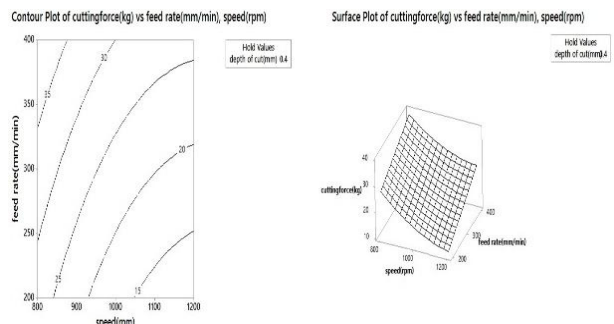 Contour Plot of cuttingforce(kg) vs feed rate(mm/min), speed(rpm)
Hold Values
depth of cut(mm) 0.4
feed rate(mm/min)
400
350
300
250
200
35
30
20
25
15
800
900
1000
1100
1200
speed(rpm)
Surface Plot of cuttingforce(kg) vs feed rate(mm/min), speed(rpm)
Hold Values
depth of cut(mm)0.4
40
30
20
10
cuttingforce(kg)
800
1000
1200
speed(rpm)
400
300
200
feed rate(mm/min)